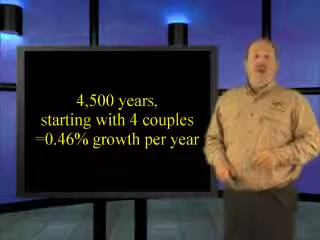 4,500 years,
starting with 4 couples
=0.46% growth per year